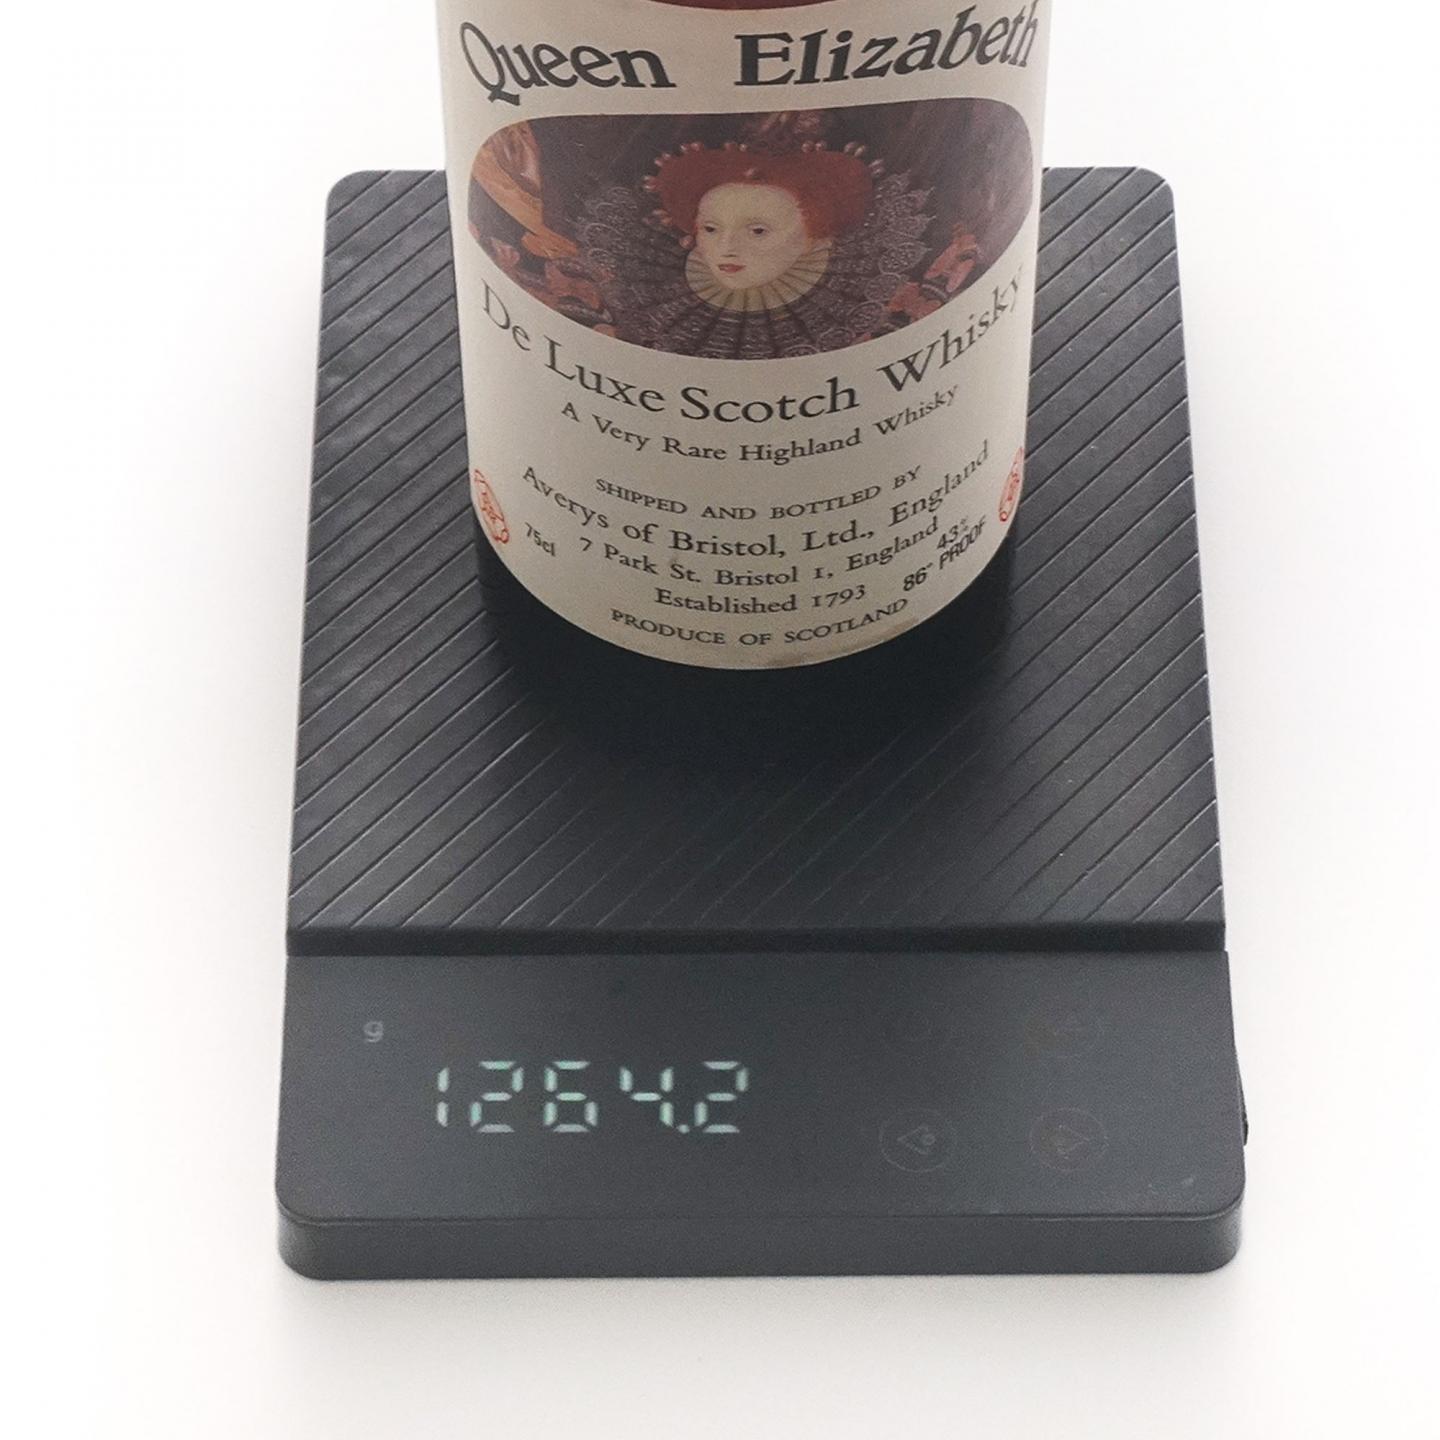 Queen Elizabeth
De Luxe Scotch Whisky
A Very Rare Highland Whisky
SHIPPED AND BOTTLED BY
Averys of Bristol, Ltd., England
7 Park St. Bristol 1, England
Established 1793
PRODUCE OF SCOTLAND
75cl
43%
86° PROOF
g
1264.2